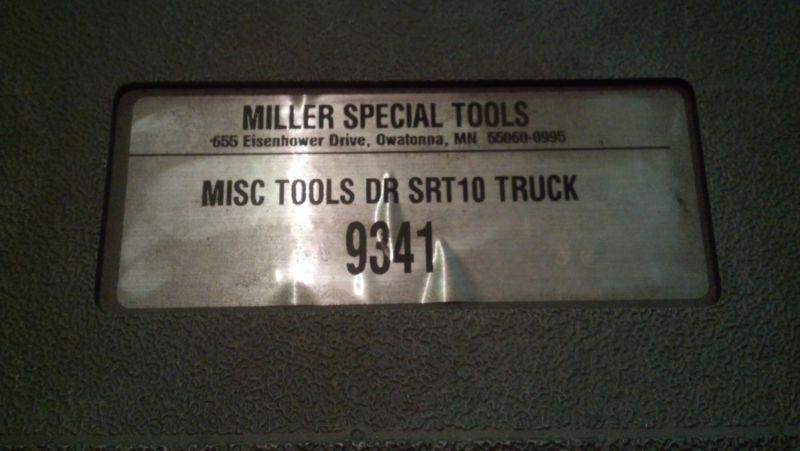 MILLER SPECIAL TOOLS
655 Eisenhower Drive, Owatonna, MN 55060-0995
MISC TOOLS DR SRT10 TRUCK
9341